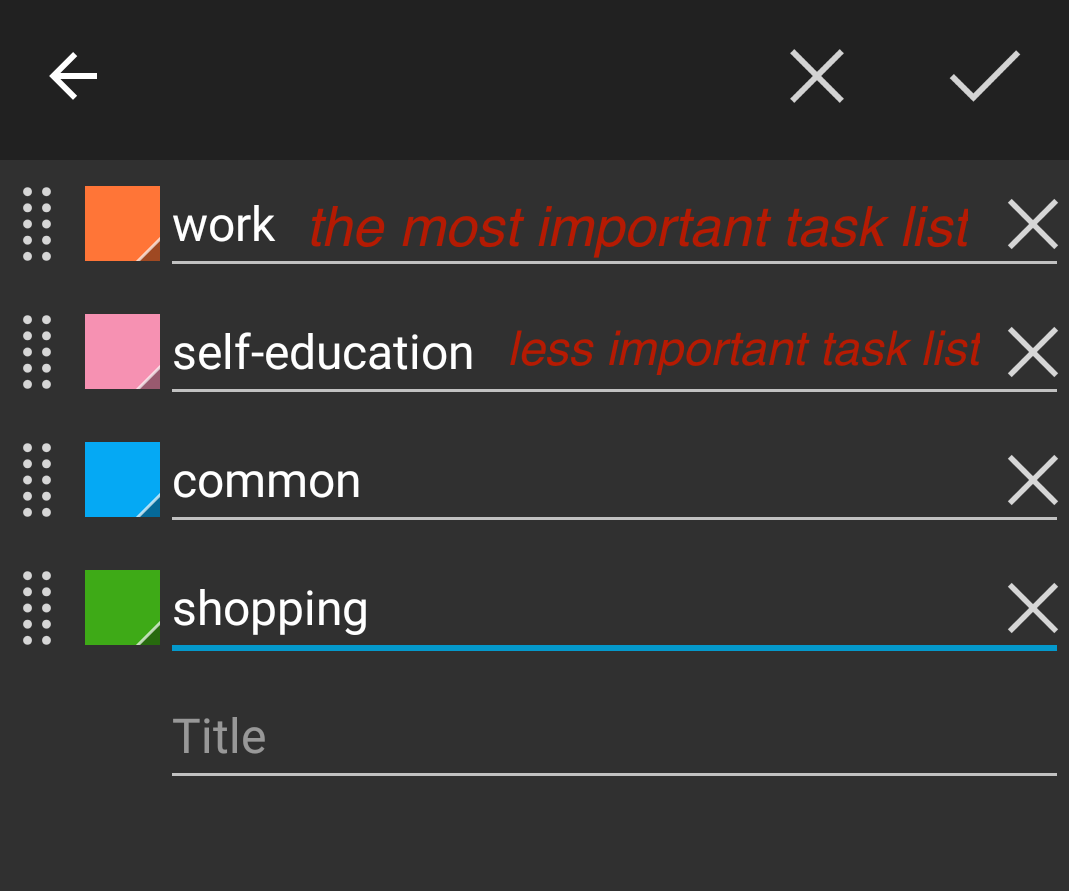 work the most important task list
self-education less important task list
common
shopping
Title